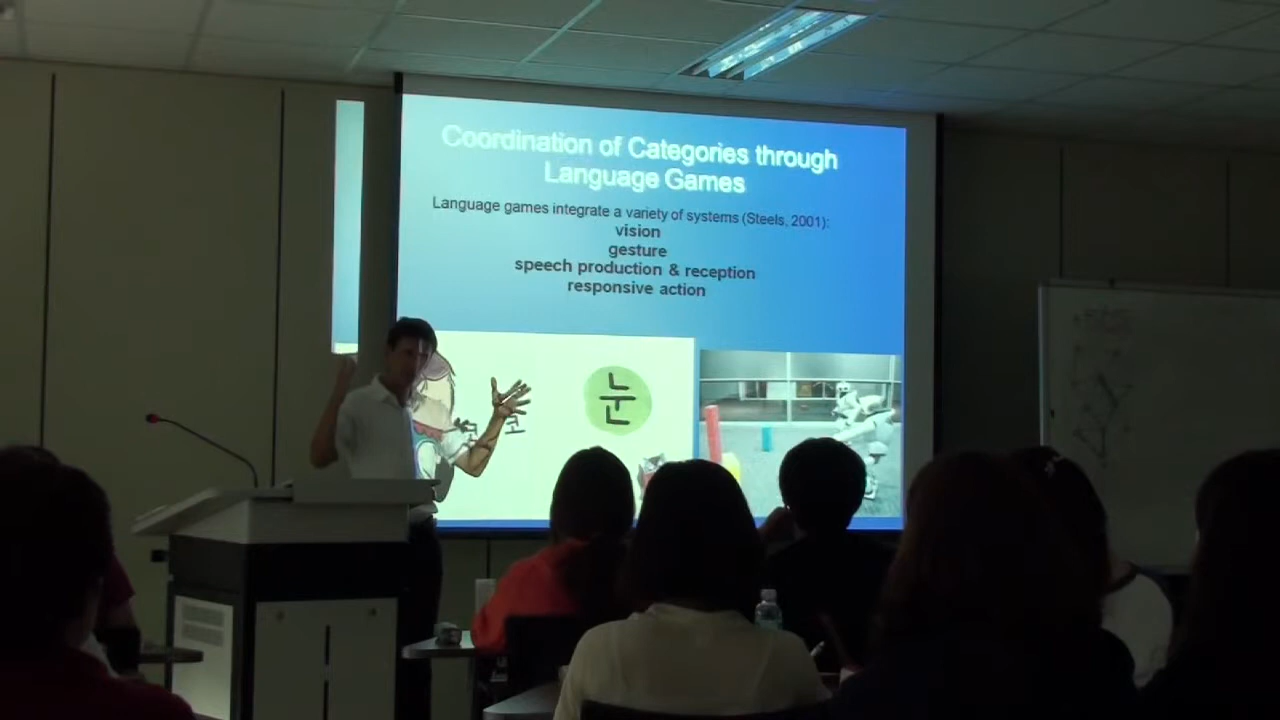 Coordination of Categories through
Language Games
Language games integrate a variety of systems (Steels, 2001):
vision
gesture
speech production & reception
responsive action
눈